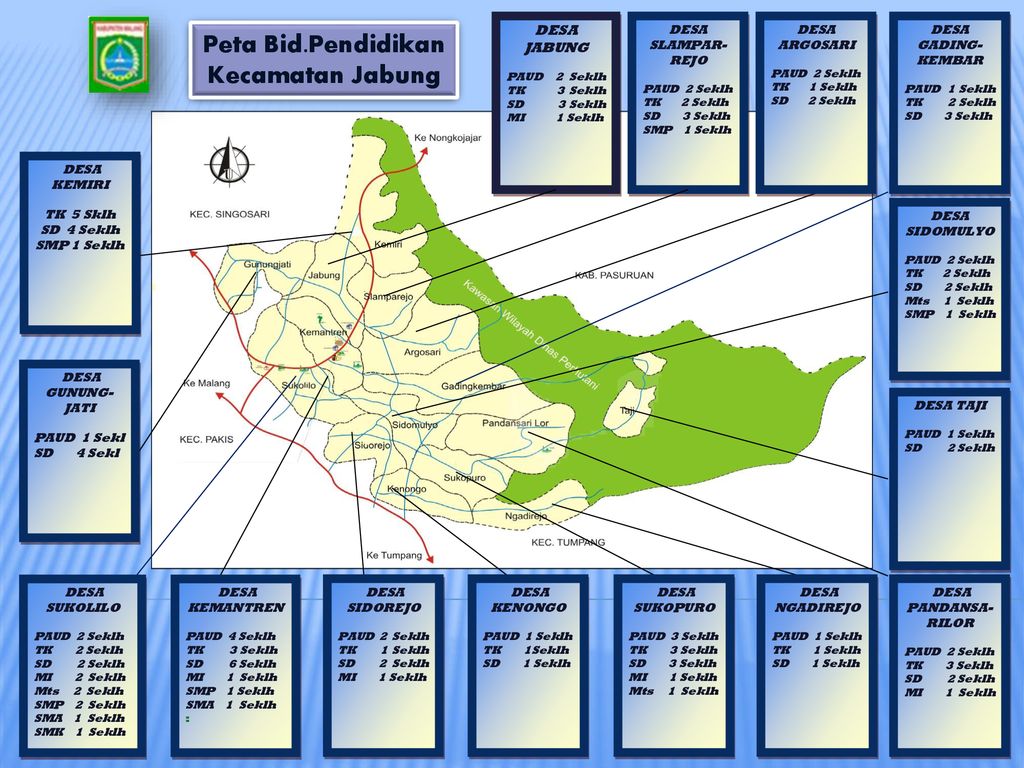 KABUPATEN MALANG
Peta Bid.Pendidikan
Kecamatan Jabung
DESA
JABUNG
PAUD 2 Seklh
TK 3 Seklh
SD 3 Seklh
MI 1 Seklh
DESA
SLAMPAR-
REJO
PAUD 2 Seklh
TK 2 Seklh
SD 3 Seklh
SMP 1 Seklh
DESA
ARGOSARI
PAUD 2 Seklh
TK 1 Seklh
SD 2 Seklh
DESA
GADING-
KEMBAR
PAUD 1 Seklh
TK 2 Seklh
SD 3 Seklh
DESA
KEMIRI
TK 5 Sklh
SD 4 Seklh
SMP 1 Seklh
DESA
SIDOMULYO
PAUD 2 Seklh
TK 2 Seklh
SD 2 Seklh
Mts 1 Seklh
SMP 1 Seklh
DESA
GUNUNG-
JATI
PAUD 1 Sekl
SD 4 Sekl
DESA TAJI
PAUD 1 Seklh
SD 2 Seklh
Ke Nongkojajar
KEC. SINGOSARI
Kemiri
Gunungjati
Jabung
KAB. PASURUAN
Slamparejo
Kawasan Wilayah Dinas Perhutani
Kemantren
Argosari
Ke Malang
Sukolilo
Gadingkembar
Taji
Sidomulyo
Pandansari Lor
KEC. PAKIS
Sidorejo
Sukopuro
Kenongo
Ngadirejo
KEC. TUMPANG
Ke Tumpang
DESA
SUKOLILO
PAUD 2 Seklh
TK 2 Seklh
SD 2 Seklh
MI 2 Seklh
Mts 2 Seklh
SMP 2 Seklh
SMA 1 Seklh
SMK 1 Seklh
DESA
KEMANTREN
PAUD 4 Seklh
TK 3 Seklh
SD 6 Seklh
MI 1 Seklh
SMP 1 Seklh
SMA 1 Seklh
:
DESA
SIDOREJO
PAUD 2 Seklh
TK 1 Seklh
SD 2 Seklh
MI 1 Seklh
DESA
KENONGO
PAUD 1 Seklh
TK 1Seklh
SD 1 Seklh
DESA
SUKOPURO
PAUD 3 Seklh
TK 3 Seklh
SD 3 Seklh
MI 1 Seklh
Mts 1 Seklh
DESA
NGADIREJO
PAUD 1 Seklh
TK 1 Seklh
SD 1 Seklh
DESA
PANDANSA-
RILOR
PAUD 2 Seklh
TK 3 Seklh
SD 2 Seklh
MI 1 Seklh